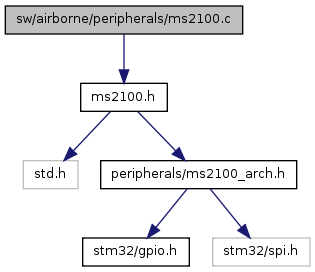 sw/airborne/peripherals/ms2100.c
ms2100.h
std.h
peripherals/ms2100_arch.h
stm32/gpio.h
stm32/spi.h